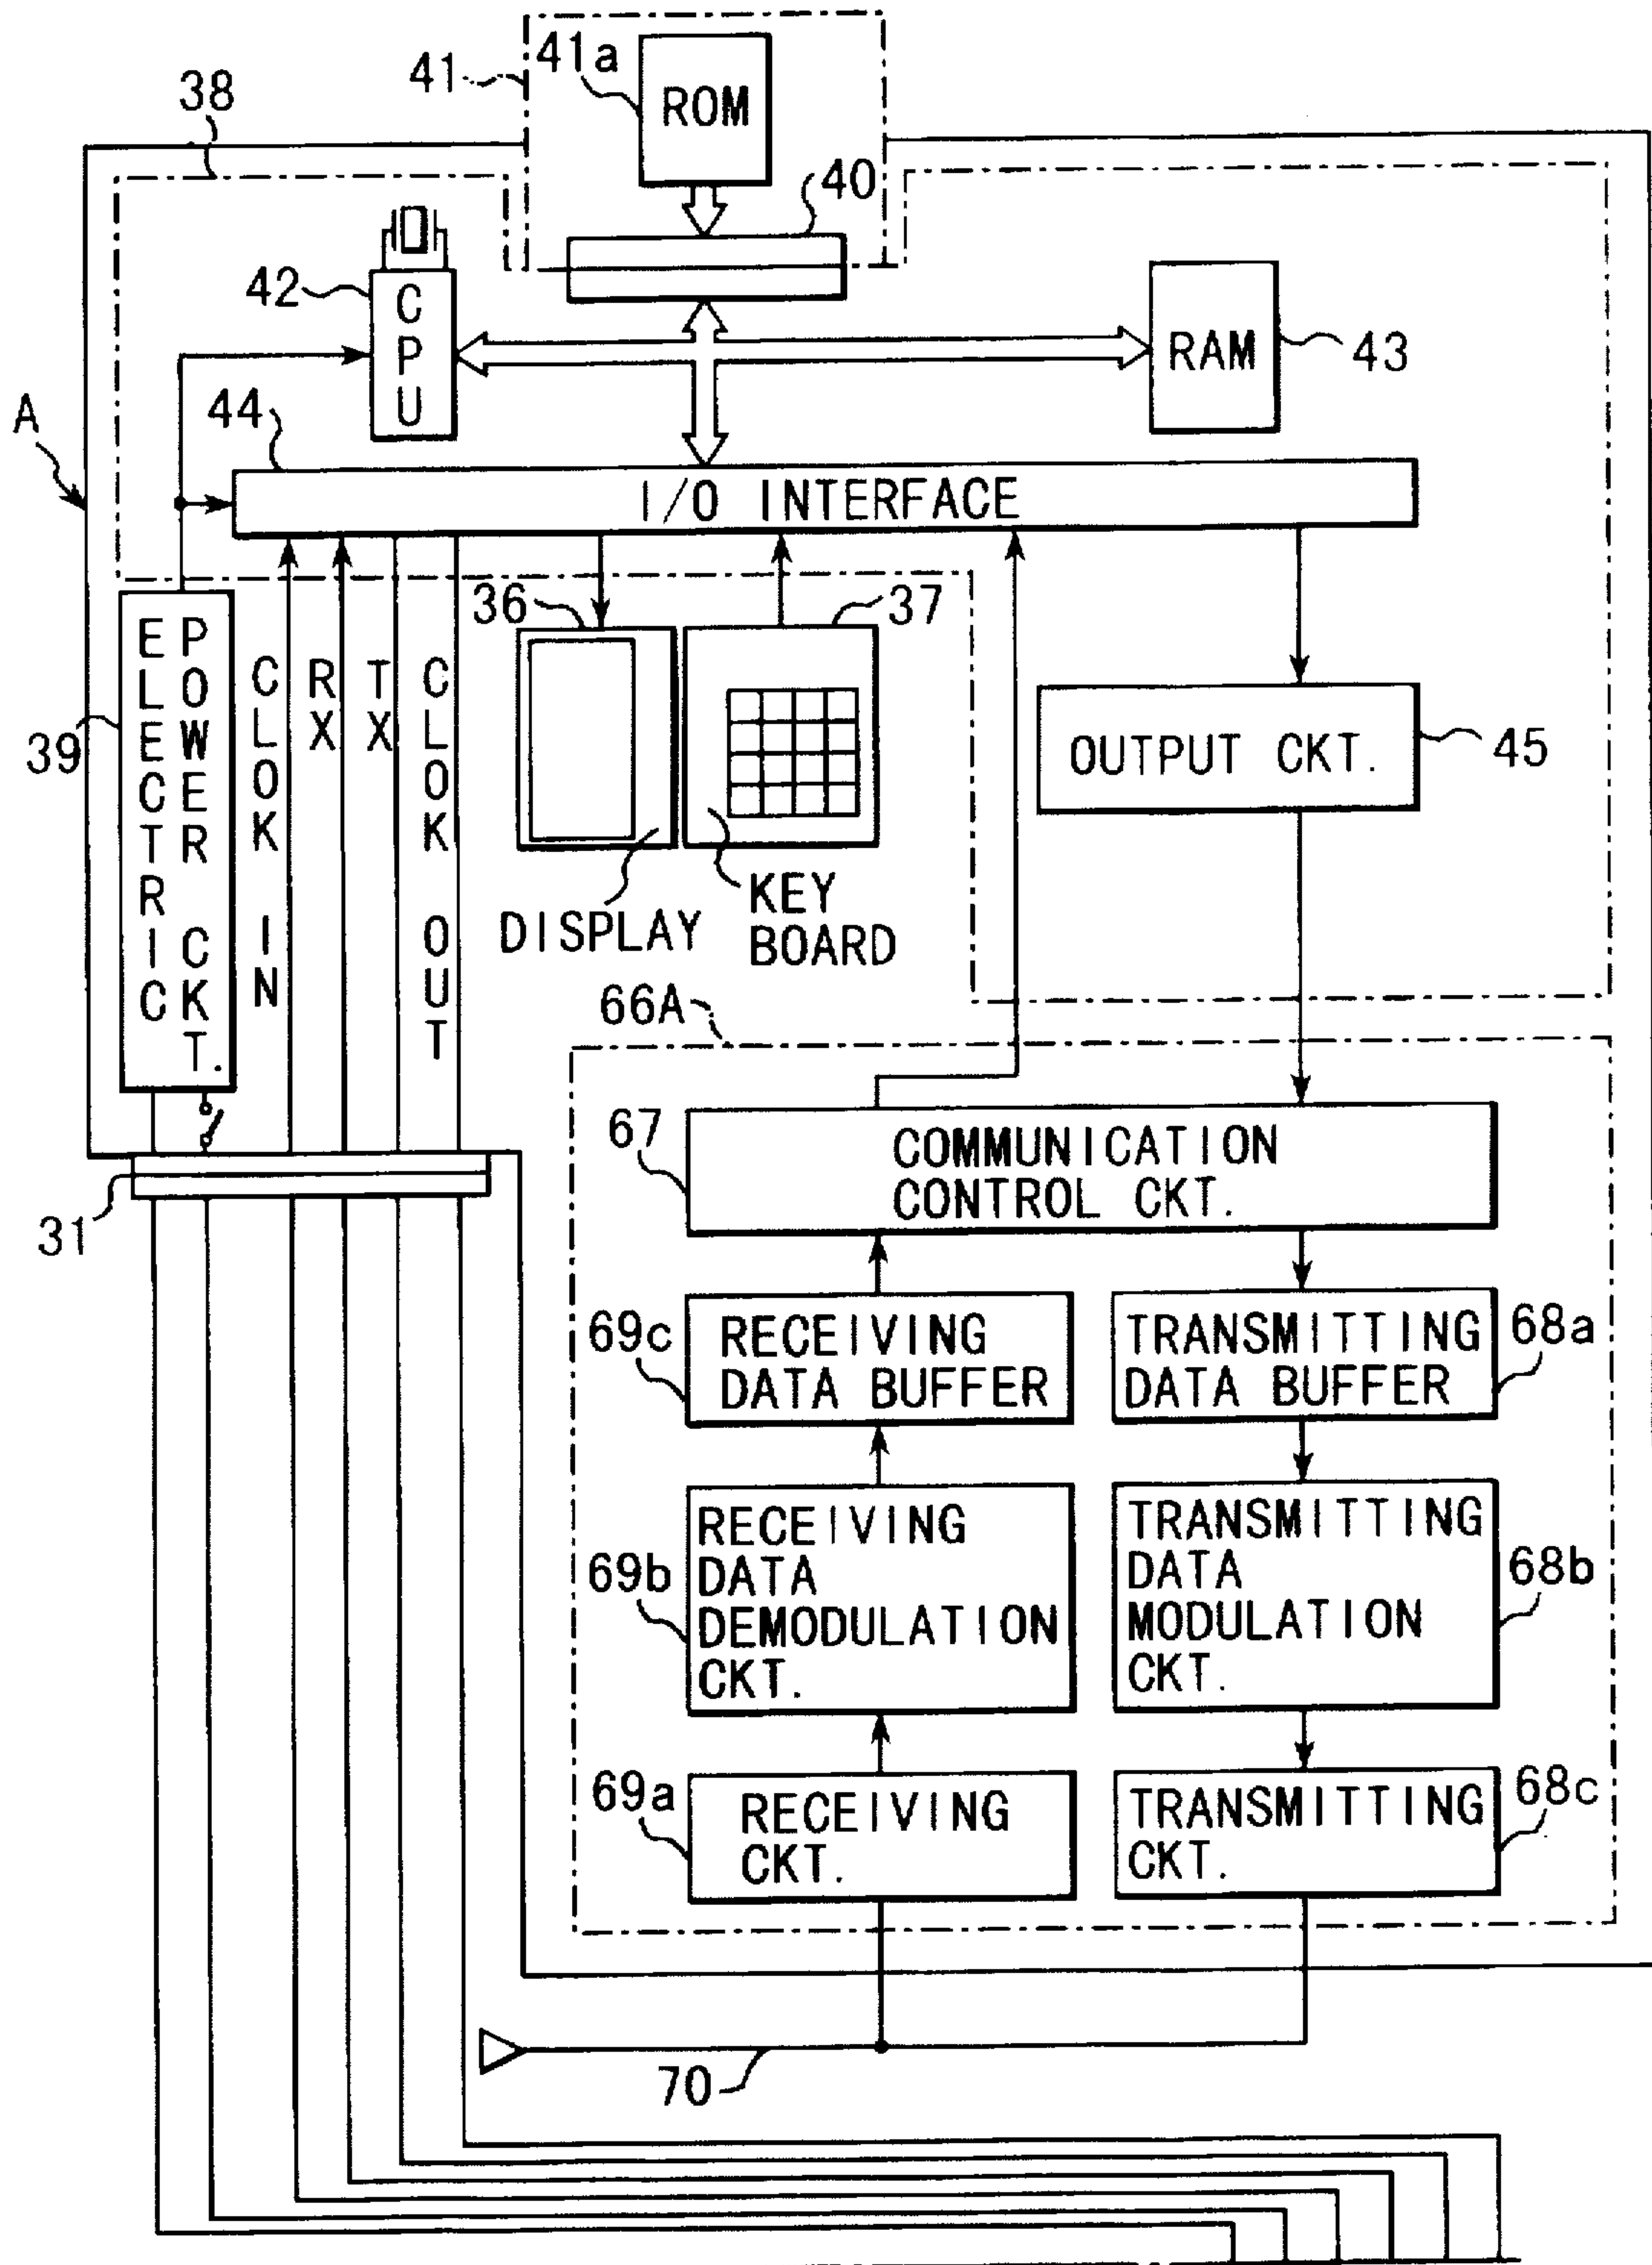 41
41a
ROM
38
40
42
CPU
RAM
43
A
44
I/O INTERFACE
36
37
ELECTRIC
POWER CKT.
CLOK IN
RX
TX
CLOK OUT
39
OUTPUT CKT.
45
DISPLAY
KEY
BOARD
66A
67
COMMUNICATION
CONTROL CKT.
31
69c
RECEIVING
DATA BUFFER
TRANSMITTING
DATA BUFFER
68a
69b
RECEIVING
DATA
DEMODULATION
CKT.
TRANSMITTING
DATA
MODULATION
CKT.
68b
69a
RECEIVING
CKT.
TRANSMITTING
CKT.
68c
70